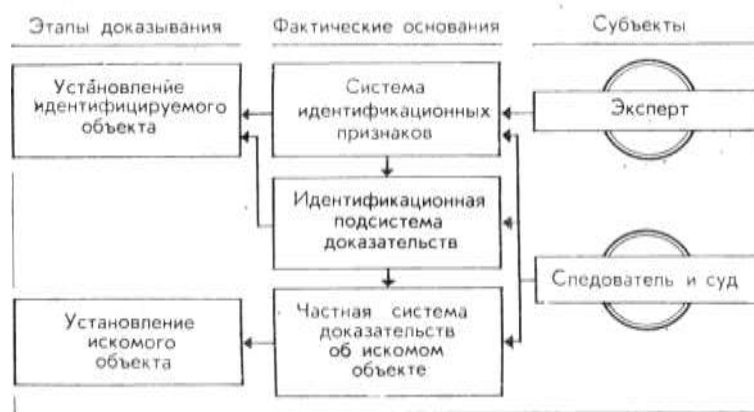 Этапы доказывания
Фактические основания
Субъекты
Установление
идентифицируемого
объекта
Система
идентификационных
признаков
Эксперт
Идентификационная
подсистема
доказательств
Следователь и суд
Установление
искомого
объекта
Частная система
доказательств
об искомом
объекте